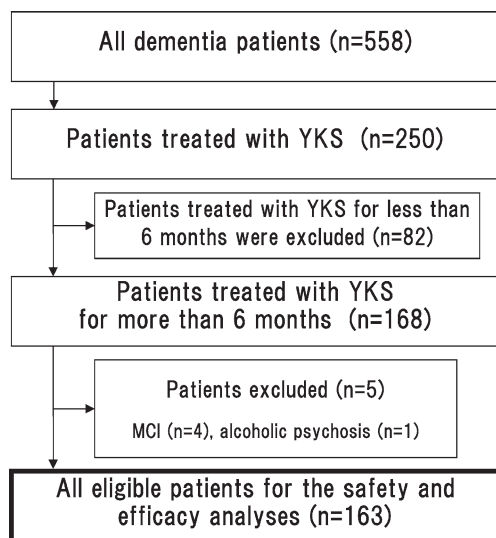 All dementia patients (n=558)
Patients treated with YKS (n=250)
Patients treated with YKS for less than
6 months were excluded (n=82)
Patients treated with YKS
for more than 6 months (n=168)
Patients excluded (n=5)
MCI (n=4), alcoholic psychosis (n=1)
All eligible patients for the safety and
efficacy analyses (n=163)